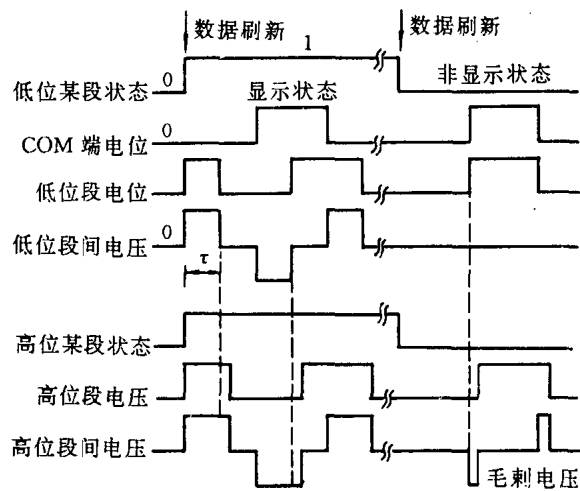 数据刷新
数据刷新
1
0
低位某段状态
显示状态
非显示状态
0
COM 端电位
低位段电位
0
低位段间电压
τ
高位某段状态
高位段电压
高位段间电压
毛刺电压